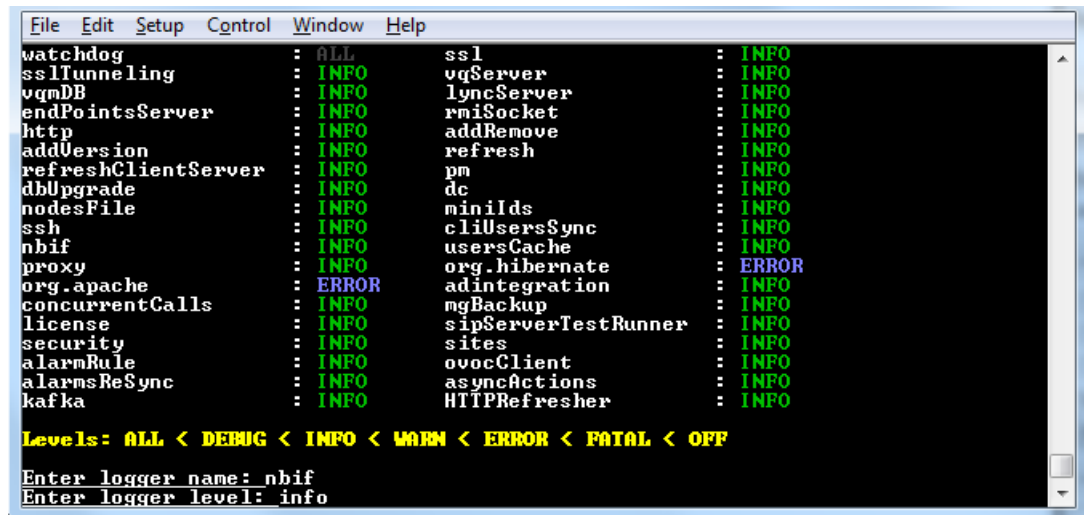 File Edit Setup Control Window Help
watchdog : ALL ssl : INFO
sslTunneling : INFO vqServer : INFO
vqmDB : INFO lyncServer : INFO
endPointsServer : INFO rmiSocket : INFO
http : INFO addRemove : INFO
addVersion : INFO refresh : INFO
refreshClientServer : INFO pm : INFO
dbUpgrade : INFO dc : INFO
nodesFile : INFO miniIds : INFO
ssh : INFO cliUsersSync : INFO
nbif : INFO usersCache : INFO
proxy : INFO org.hibernate : ERROR
org.apache : ERROR adintegration : INFO
concurrentCalls : INFO mgBackup : INFO
license : INFO sipServerTestRunner : INFO
security : INFO sites : INFO
alarmRule : INFO ovocClient : INFO
alarmsReSync : INFO asyncActions : INFO
kafka : INFO HTTPRefresher : INFO
Levels: ALL < DEBUG < INFO < WARN < ERROR < FATAL < OFF
Enter logger name: nbif
Enter logger level: info